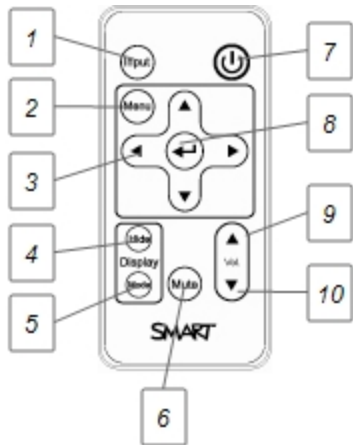 1
Input
7
2
Menu
8
3
9
4
Hide
Display
Vol.
5
Mode
Mute
10
SMART
6